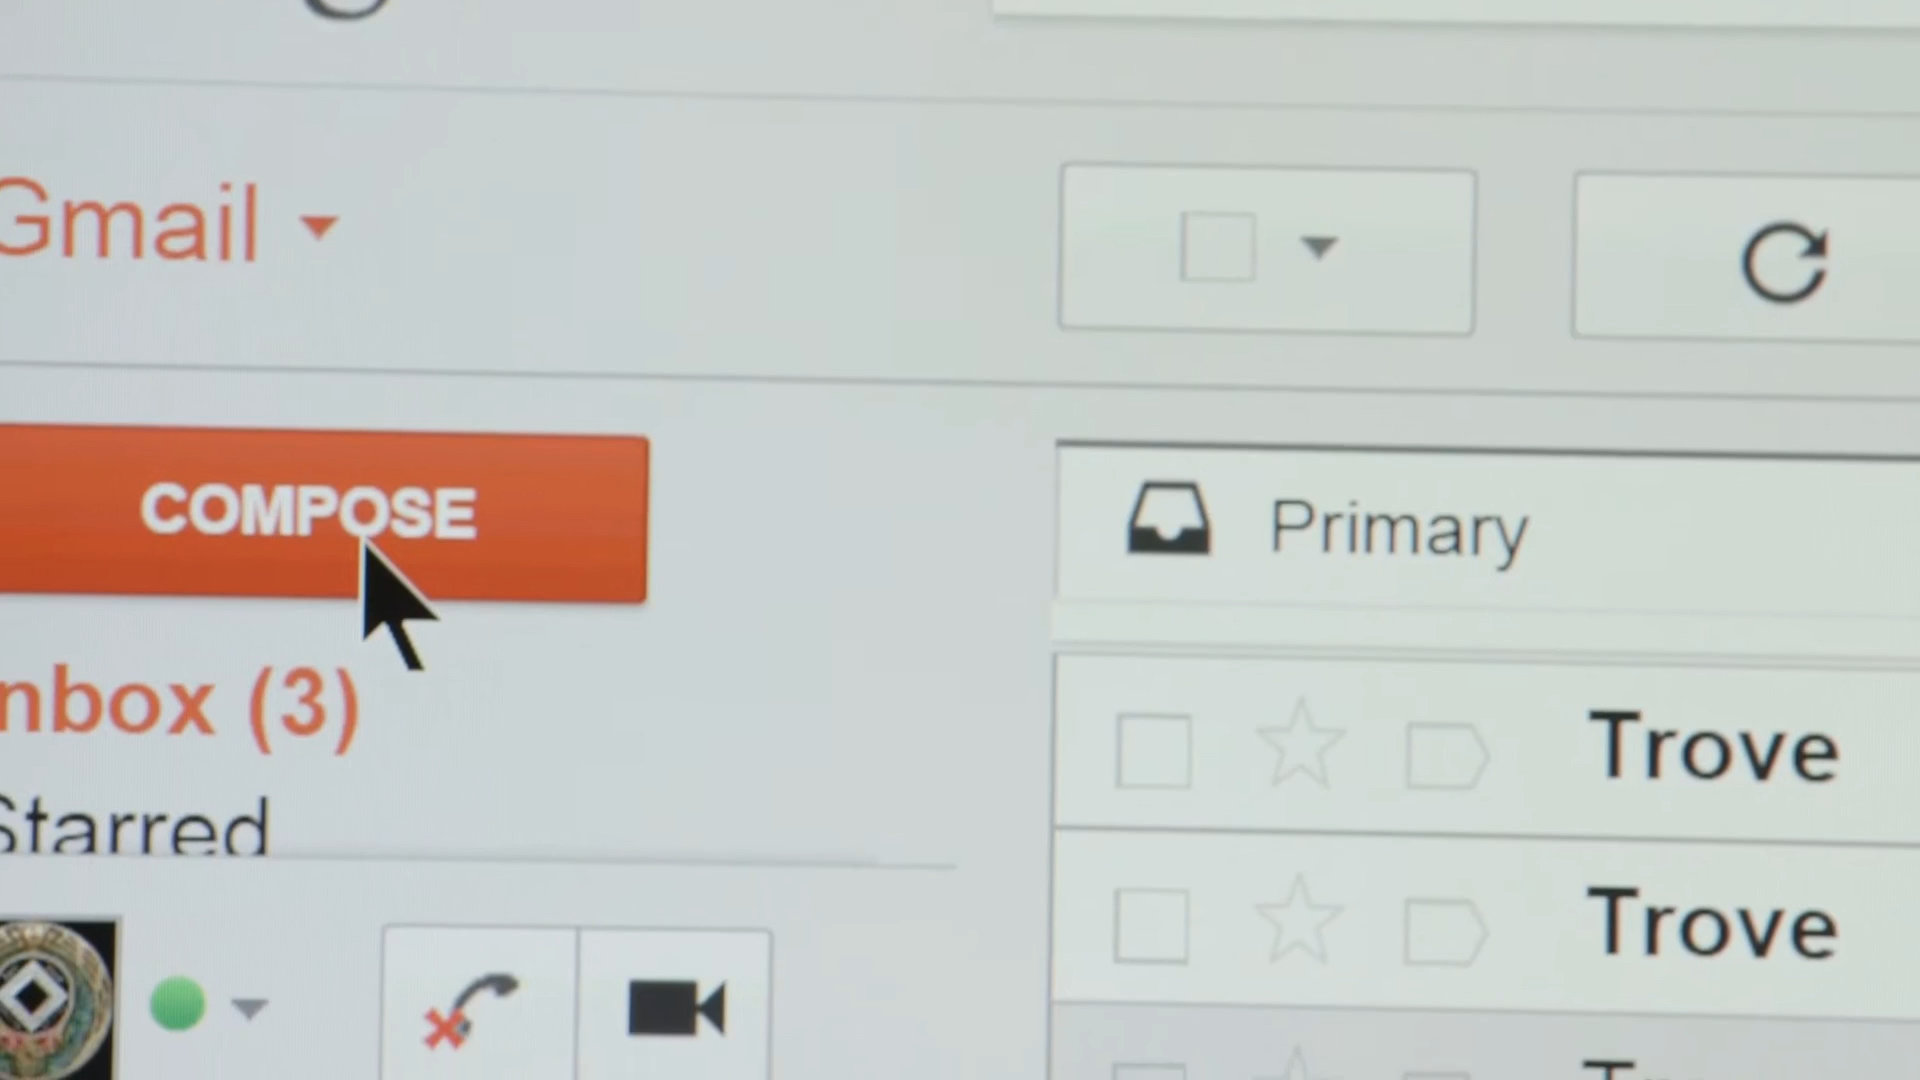 Gmail
COMPOSE
Primary
nbox (3)
Trove
Starred
Trove